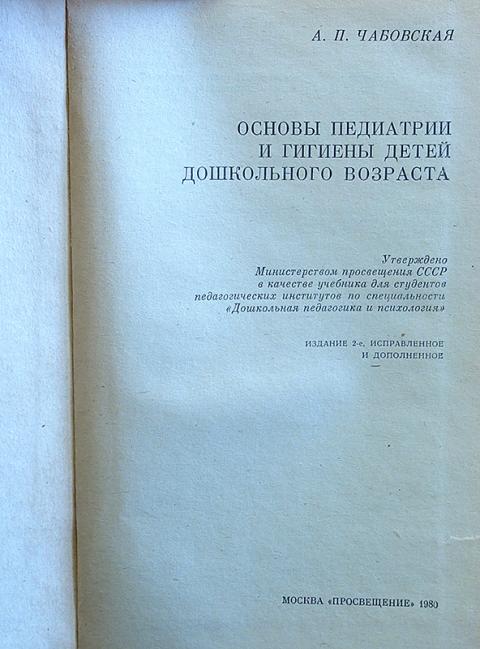 А. П. ЧАБОВСКАЯ
ОСНОВЫ ПЕДИАТРИИ
И ГИГИЕНЫ ДЕТЕЙ
ДОШКОЛЬНОГО ВОЗРАСТА
Утверждено
Министерством просвещения СССР
в качестве учебника для студентов
педагогических институтов по специальности
«Дошкольная педагогика и психология»
ИЗДАНИЕ 2-е, ИСПРАВЛЕННОЕ
И ДОПОЛНЕННОЕ
МОСКВА «ПРОСВЕЩЕНИЕ» 1980